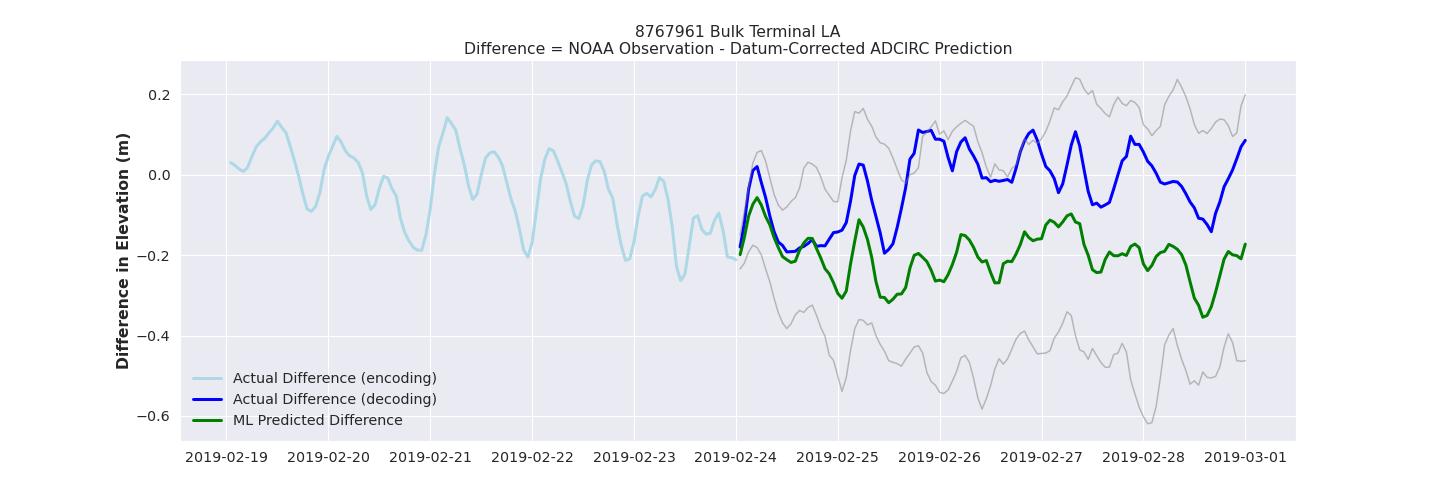 8767961 Bulk Terminal LA
Difference = NOAA Observation - Datum-Corrected ADCIRC Prediction
Difference in Elevation (m)
0.2
0.0
−0.2
−0.4
−0.6
Actual Difference (encoding)
Actual Difference (decoding)
ML Predicted Difference
2019-02-19 2019-02-20 2019-02-21 2019-02-22 2019-02-23 2019-02-24 2019-02-25 2019-02-26 2019-02-27 2019-02-28 2019-03-01